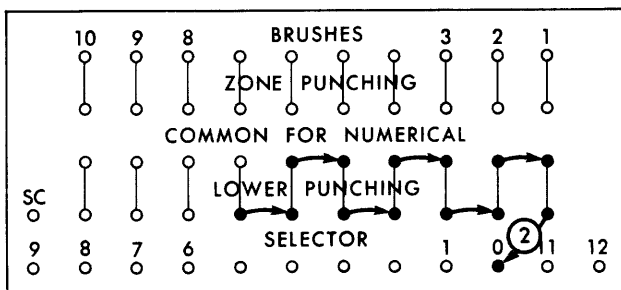 10 9 8 BRUSHES 3 2 1
ZONE PUNCHING
COMMON FOR NUMERICAL
LOWER PUNCHING
SC
SELECTOR
2
9 8 7 6 1 0 11 12